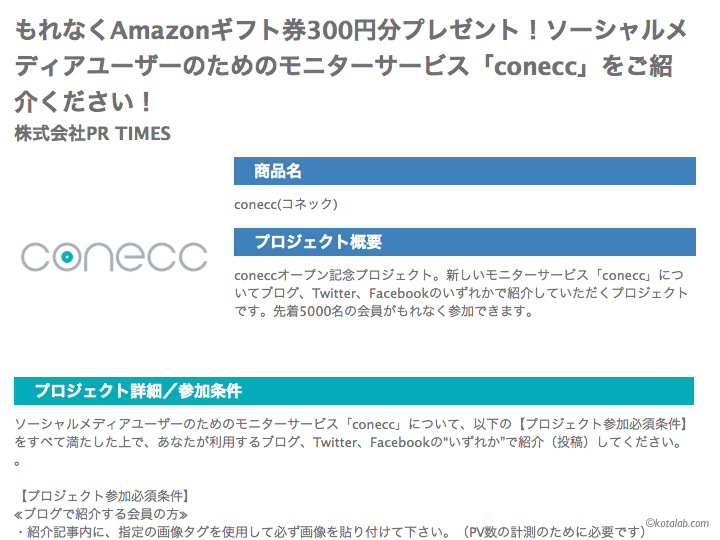 もれなくAmazonギフト券300円分プレゼント！ソーシャルメ
ディアユーザーのためのモニターサービス「conecc」をご紹
介ください！
株式会社PR TIMES
商品名
conecc(コネック)
プロジェクト概要
conecc
coneccオープン記念プロジェクト。新しいモニターサービス「conecc」につ
いてブログ、Twitter、Facebookのいずれかで紹介していただくプロジェクト
です。先着5000名の会員がもれなく参加できます。
プロジェクト詳細／参加条件
ソーシャルメディアユーザーのためのモニターサービス「conecc」について、以下の【プロジェクト参加必須条件】
をすべて満たした上で、あなたが利用するブログ、Twitter、Facebookの“いずれか”で紹介（投稿）してください。
。
【プロジェクト参加必須条件】
≪ブログで紹介する会員の方≫
・紹介記事内に、指定の画像タグを使用して必ず画像を貼り付けて下さい。（PV数の計測のために必要です）
©kotalab.com